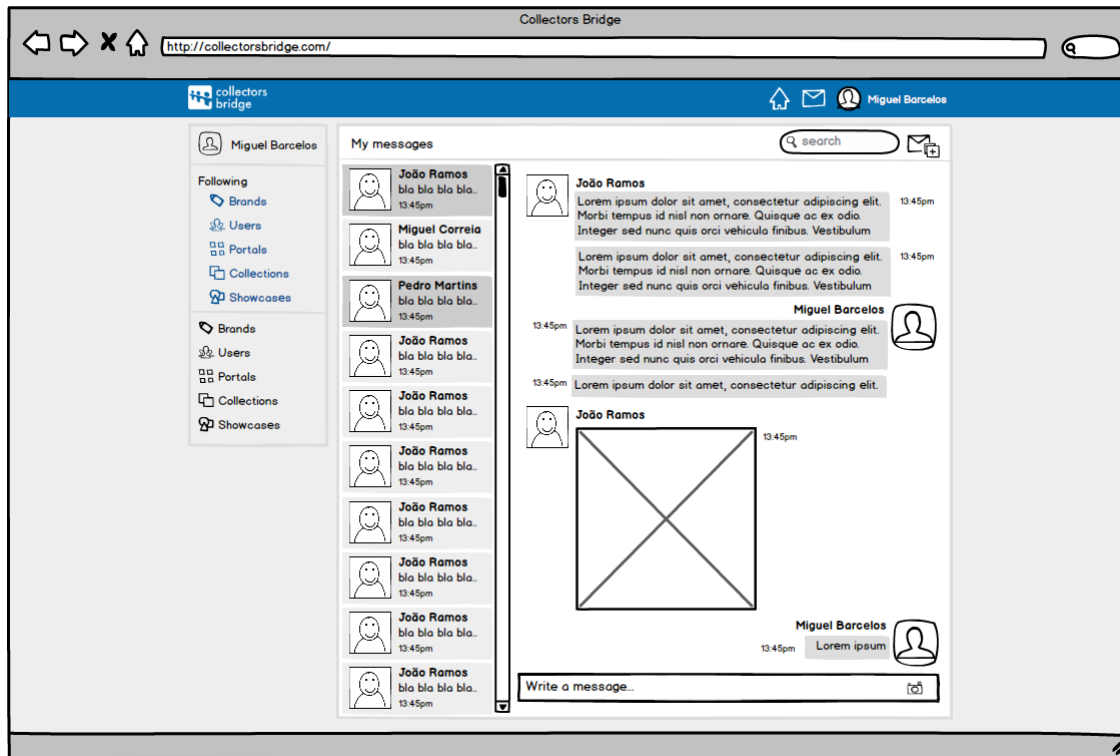 Collectors Bridge
http://collectorsbridge.com/
collectors
bridge
Miguel Barcelos
Miguel Barcelos
Following
Brands
Users
Portals
Collections
Showcases
Brands
Users
Portals
Collections
Showcases
My messages
search
João Ramos
bla bla bla bla..
13:45pm
Miguel Correia
bla bla bla bla..
13:45pm
Pedro Martins
bla bla bla bla..
13:45pm
João Ramos
bla bla bla bla..
13:45pm
João Ramos
bla bla bla bla..
13:45pm
João Ramos
bla bla bla bla..
13:45pm
João Ramos
bla bla bla bla..
13:45pm
João Ramos
bla bla bla bla..
13:45pm
João Ramos
bla bla bla bla..
13:45pm
João Ramos
bla bla bla bla..
13:45pm
João Ramos
Lorem ipsum dolor sit amet, consectetur adipiscing elit.
Morbi tempus id nisl non ornare. Quisque ac ex odio.
Integer sed nunc quis orci vehicula finibus. Vestibulum
13:45pm
Lorem ipsum dolor sit amet, consectetur adipiscing elit.
Morbi tempus id nisl non ornare. Quisque ac ex odio.
Integer sed nunc quis orci vehicula finibus. Vestibulum
13:45pm
Miguel Barcelos
13:45pm
Lorem ipsum dolor sit amet, consectetur adipiscing elit.
Morbi tempus id nisl non ornare. Quisque ac ex odio.
Integer sed nunc quis orci vehicula finibus. Vestibulum
13:45pm
Lorem ipsum dolor sit amet, consectetur adipiscing elit.
João Ramos
13:45pm
Miguel Barcelos
13:45pm
Lorem ipsum
Write a message...